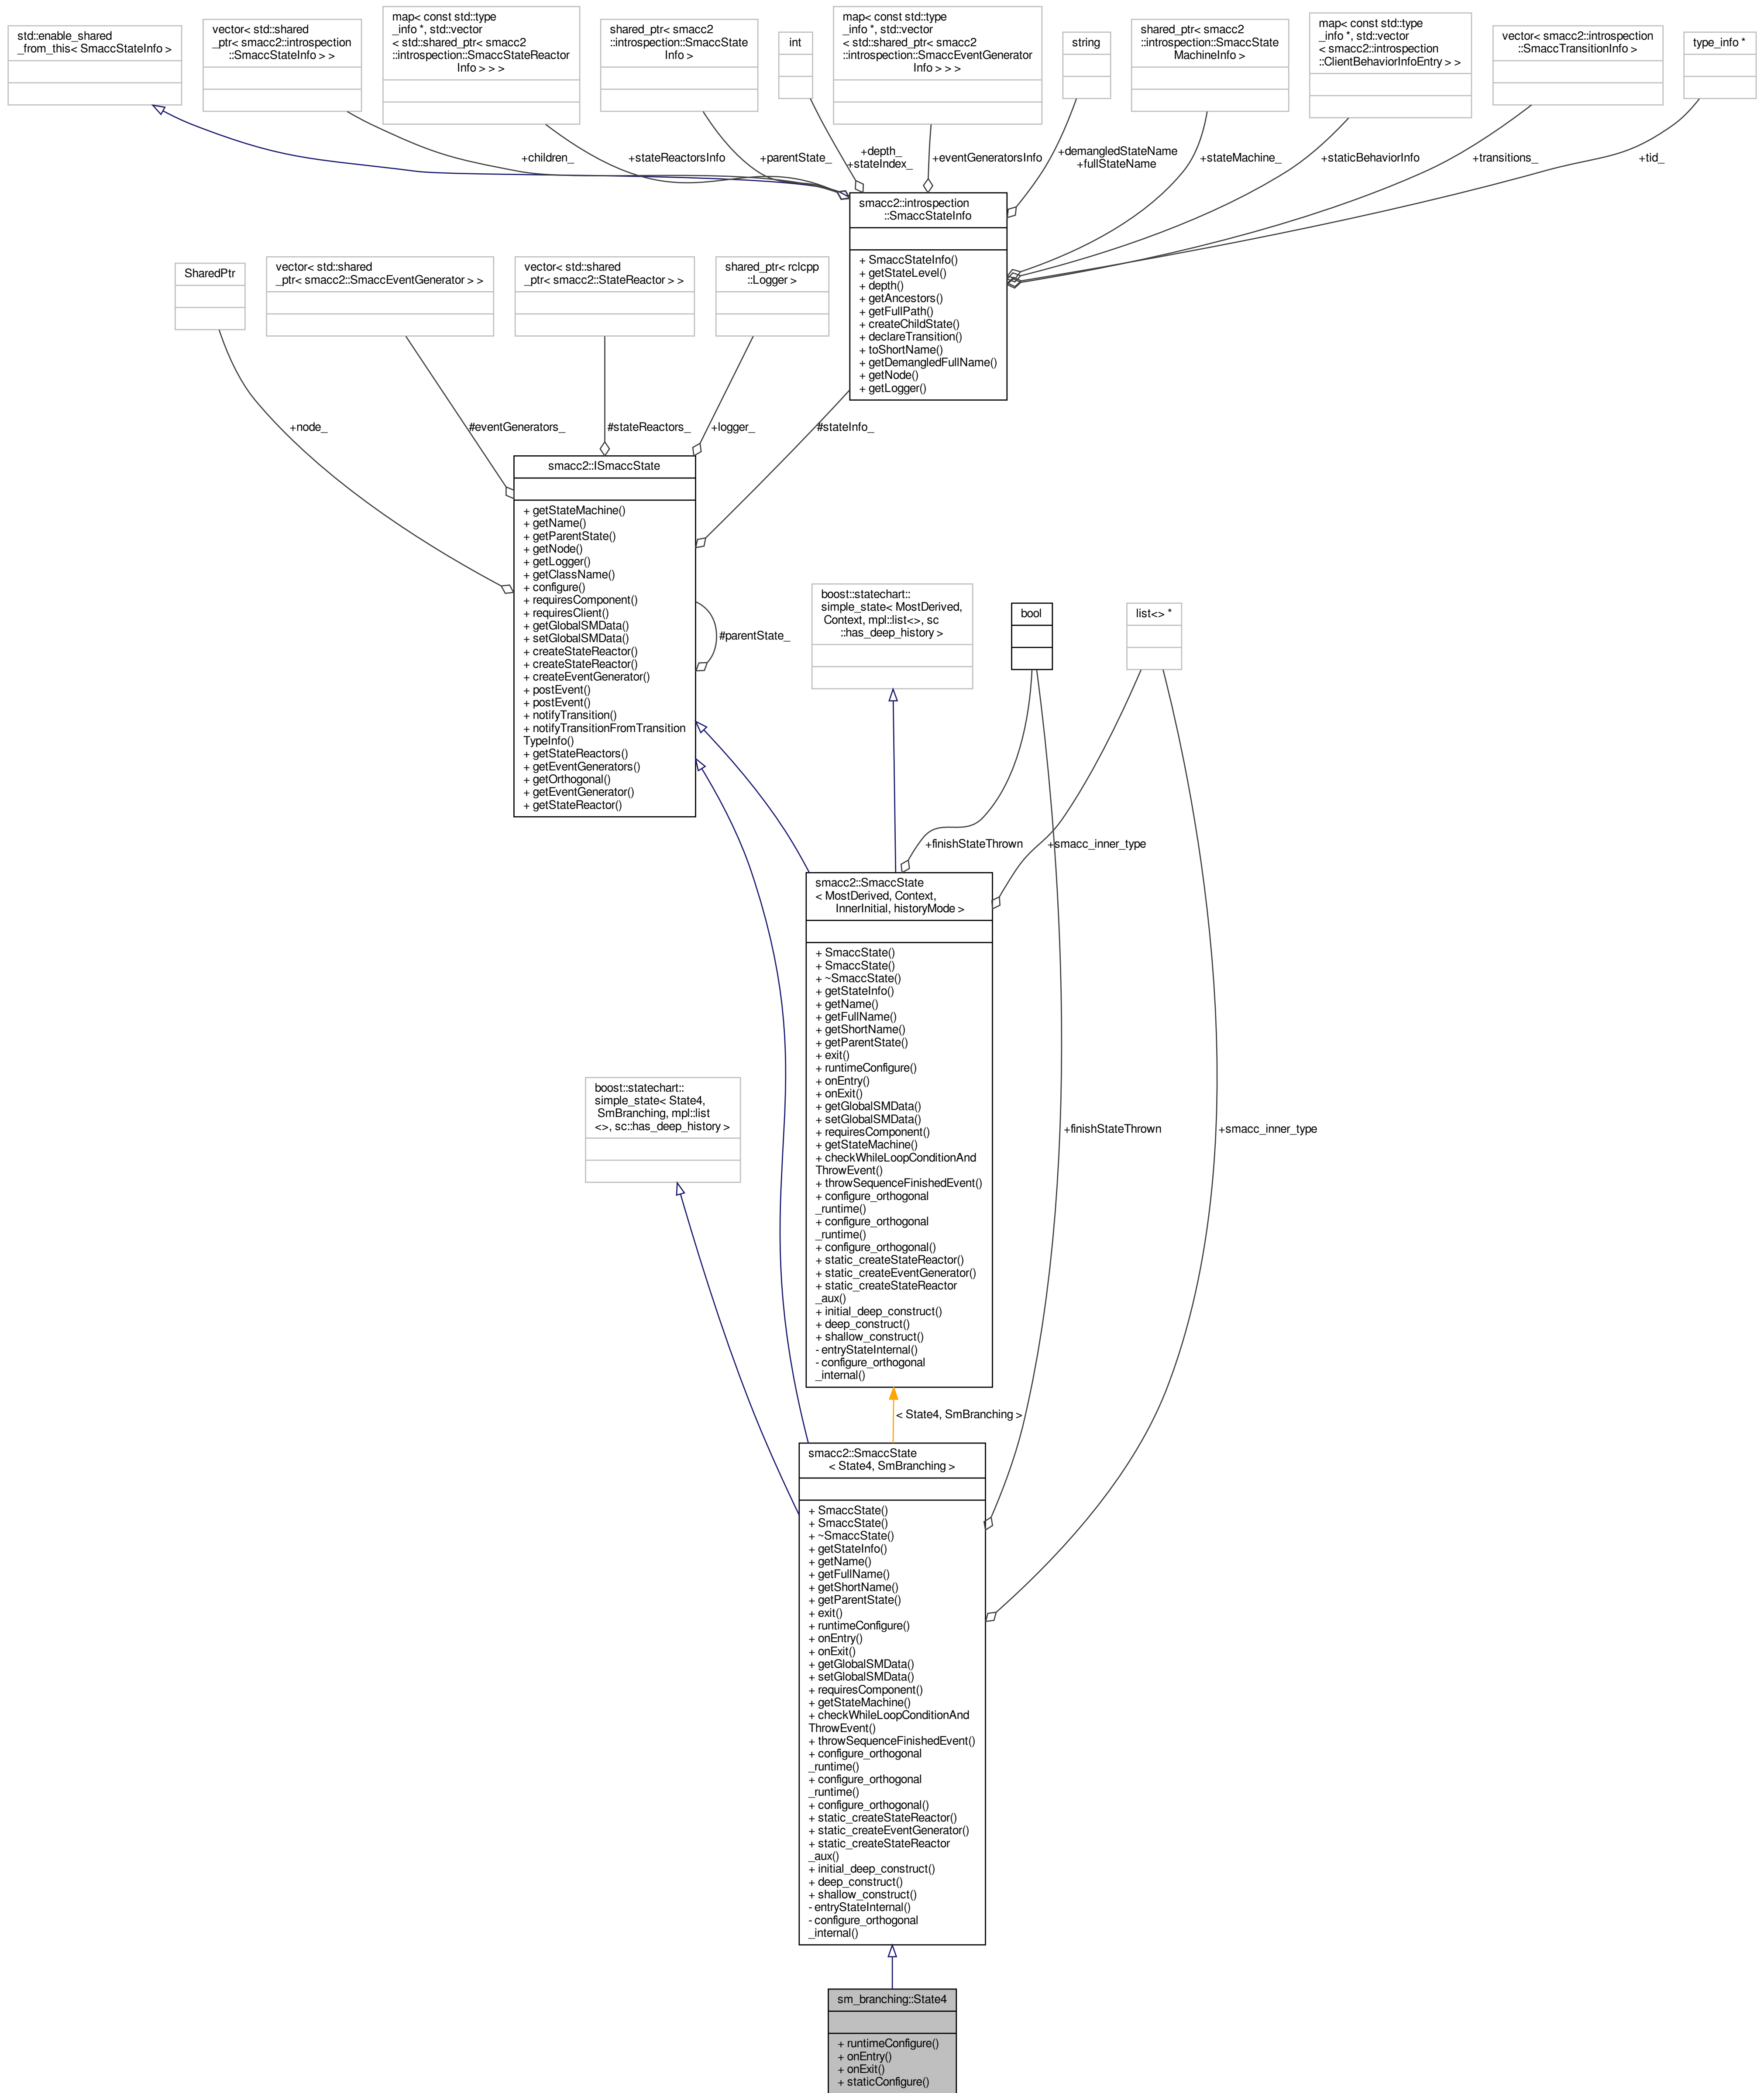 std::enable_shared
_from_this< SmaccStateInfo >
vector< std::shared
_ptr< smacc2::introspection
::SmaccStateInfo > >
map< const std::type
_info *, std::vector
< std::shared_ptr< smacc2
::introspection::SmaccStateReactor
Info > > >
shared_ptr< smacc2
::introspection::SmaccState
Info >
int
map< const std::type
_info *, std::vector
< std::shared_ptr< smacc2
::introspection::SmaccEventGenerator
Info > > >
string
shared_ptr< smacc2
::introspection::SmaccState
MachineInfo >
map< const std::type
_info *, std::vector
< smacc2::introspection
::ClientBehaviorInfoEntry > >
vector< smacc2::introspection
::SmaccTransitionInfo >
type_info *
+children_
+stateReactorsInfo
+parentState_
+depth_
+stateIndex_
+eventGeneratorsInfo
+demangledStateName
+fullStateName
+stateMachine_
+staticBehaviorInfo
+transitions_
+tid_
smacc2::introspection
::SmaccStateInfo
+ SmaccStateInfo()
+ getStateLevel()
+ depth()
+ getAncestors()
+ getFullPath()
+ createChildState()
+ declareTransition()
+ toShortName()
+ getDemangledFullName()
+ getNode()
+ getLogger()
SharedPtr
vector< std::shared
_ptr< smacc2::SmaccEventGenerator > >
vector< std::shared
_ptr< smacc2::StateReactor > >
shared_ptr< rclcpp
::Logger >
+node_
#eventGenerators_
#stateReactors_
+logger_
#stateInfo_
smacc2::ISmaccState
+ getStateMachine()
+ getName()
+ getParentState()
+ getNode()
+ getLogger()
+ getClassName()
+ configure()
+ requiresComponent()
+ requiresClient()
+ getGlobalSMData()
+ setGlobalSMData()
+ createStateReactor()
+ createStateReactor()
+ createEventGenerator()
+ postEvent()
+ postEvent()
+ notifyTransition()
+ notifyTransitionFromTransition
TypeInfo()
+ getStateReactors()
+ getEventGenerators()
+ getOrthogonal()
+ getEventGenerator()
+ getStateReactor()
#parentState_
boost::statechart::
simple_state< MostDerived,
Context, mpl::list<>, sc
::has_deep_history >
bool
list<> *
+finishStateThrown
+smacc_inner_type
smacc2::SmaccState
< MostDerived, Context,
InnerInitial, historyMode >
+ SmaccState()
+ SmaccState()
+ ~SmaccState()
+ getStateInfo()
+ getName()
+ getFullName()
+ getShortName()
+ getParentState()
+ exit()
+ runtimeConfigure()
+ onEntry()
+ onExit()
+ getGlobalSMData()
+ setGlobalSMData()
+ requiresComponent()
+ getStateMachine()
+ checkWhileLoopConditionAnd
ThrowEvent()
+ throwSequenceFinishedEvent()
+ configure_orthogonal
_runtime()
+ configure_orthogonal
_runtime()
+ configure_orthogonal()
+ static_createStateReactor()
+ static_createEventGenerator()
+ static_createStateReactor
_aux()
+ initial_deep_construct()
+ deep_construct()
+ shallow_construct()
- entryStateInternal()
- configure_orthogonal
_internal()
boost::statechart::
simple_state< State4,
SmBranching, mpl::list
<>, sc::has_deep_history >
+finishStateThrown
+smacc_inner_type
< State4, SmBranching >
smacc2::SmaccState
< State4, SmBranching >
+ SmaccState()
+ SmaccState()
+ ~SmaccState()
+ getStateInfo()
+ getName()
+ getFullName()
+ getShortName()
+ getParentState()
+ exit()
+ runtimeConfigure()
+ onEntry()
+ onExit()
+ getGlobalSMData()
+ setGlobalSMData()
+ requiresComponent()
+ getStateMachine()
+ checkWhileLoopConditionAnd
ThrowEvent()
+ throwSequenceFinishedEvent()
+ configure_orthogonal
_runtime()
+ configure_orthogonal
_runtime()
+ configure_orthogonal()
+ static_createStateReactor()
+ static_createEventGenerator()
+ static_createStateReactor
_aux()
+ initial_deep_construct()
+ deep_construct()
+ shallow_construct()
- entryStateInternal()
- configure_orthogonal
_internal()
sm_branching::State4
+ runtimeConfigure()
+ onEntry()
+ onExit()
+ staticConfigure()